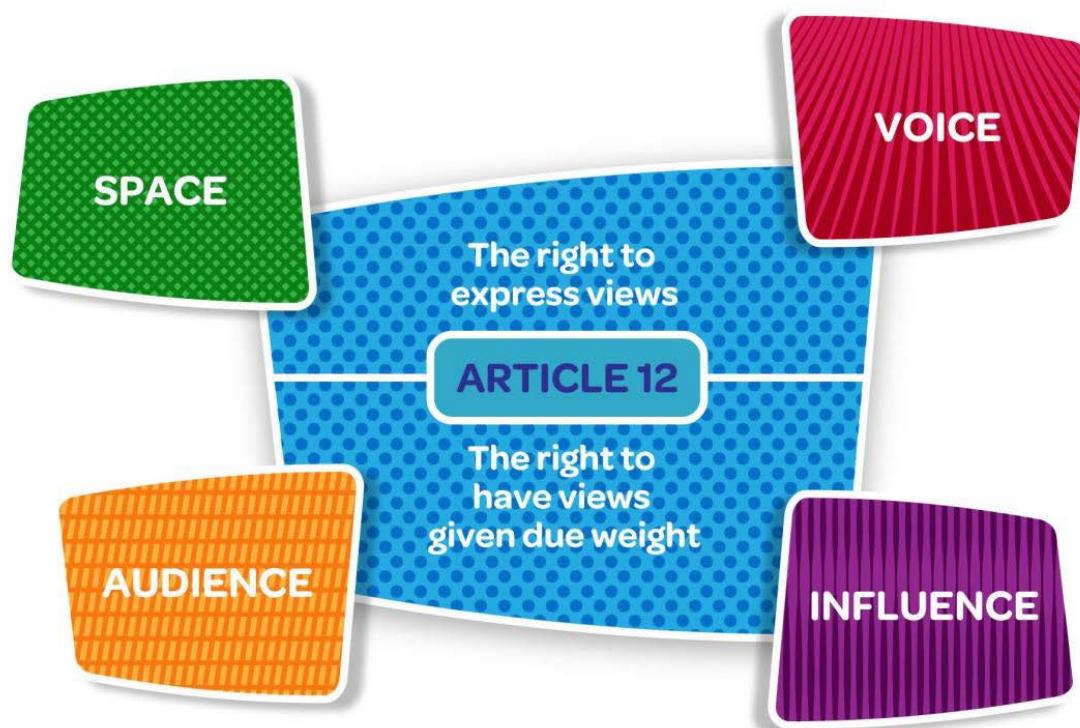 SPACE
VOICE
The right to
express views
ARTICLE 12
The right to
have views
given due weight
AUDIENCE
INFLUENCE